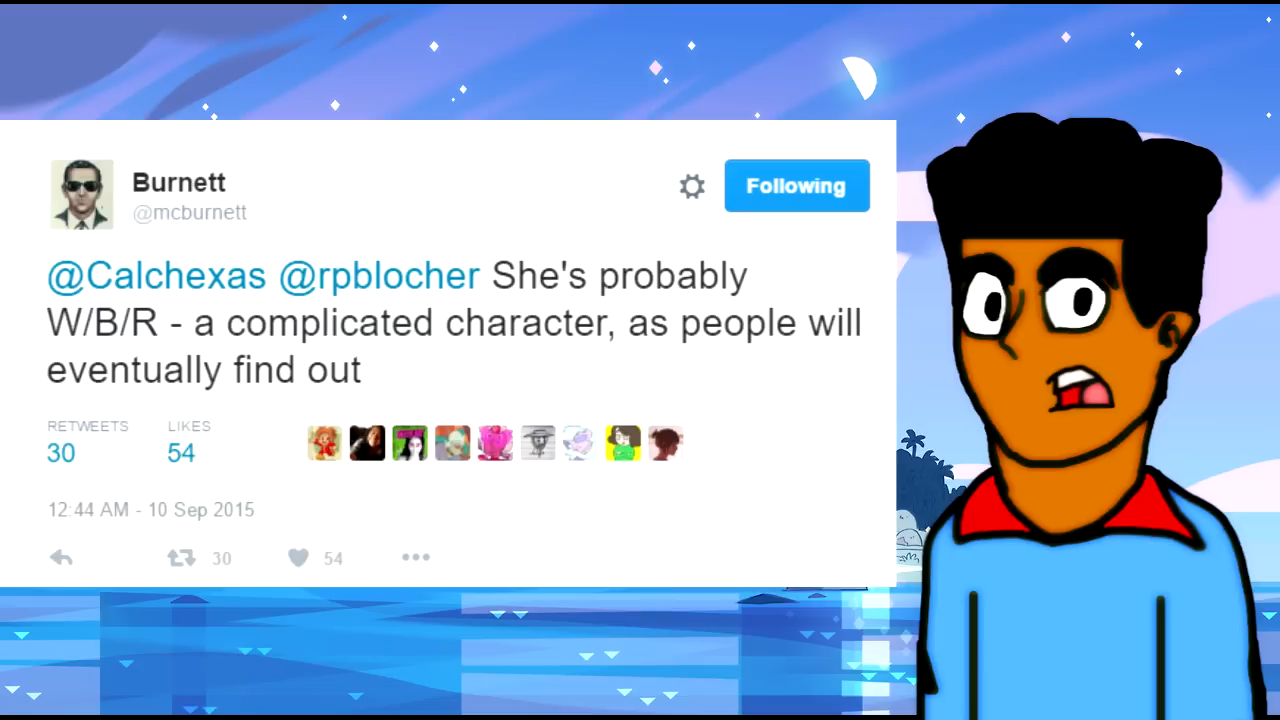 Burnett
@mcburnett
Following
@Calchexas @rpblocher She's probably
W/B/R - a complicated character, as people will
eventually find out
RETWEETS LIKES
30 54
12:44 AM - 10 Sep 2015
30 54